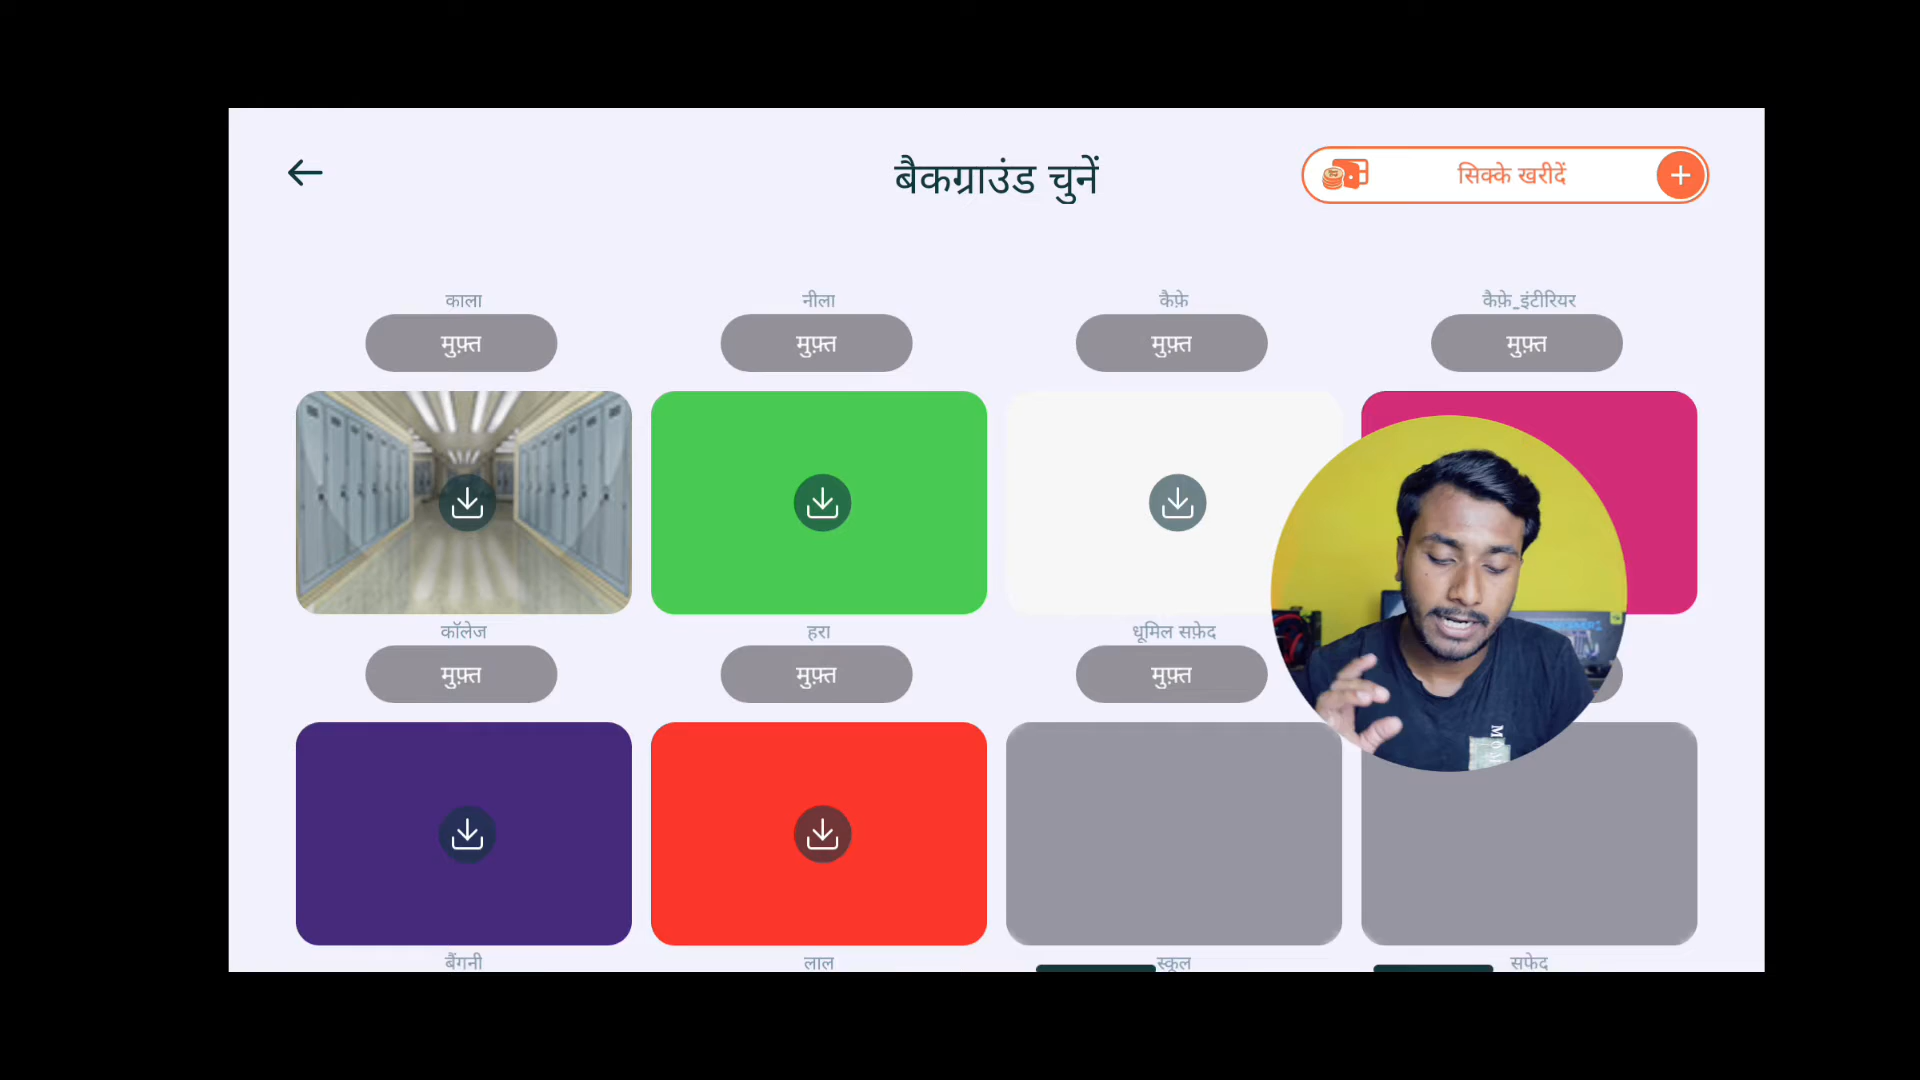 बैकग्राउंड चुनें
सिक्के खरीदें
काला
नीला
कैफ़े
कैफ़े_इंटीरियर
मुफ़्त
मुफ़्त
मुफ़्त
मुफ़्त
कॉलेज
हरा
धूमिल सफ़ेद
मुफ़्त
मुफ़्त
मुफ़्त
बैंगनी
लाल
स्कूल
सफेद